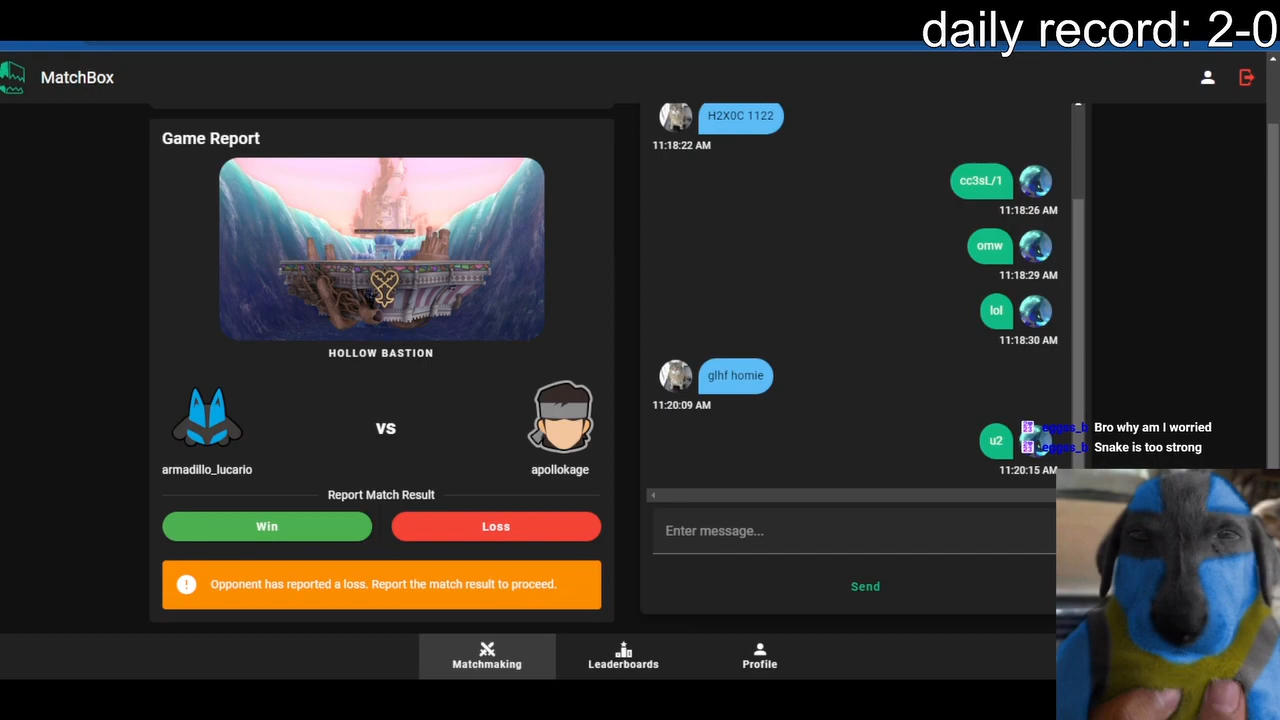 daily record: 2-0
MatchBox
Game Report
HOLLOW BASTION
armadillo_lucario
VS
apollokage
Report Match Result
Win
Loss
Opponent has reported a loss. Report the match result to proceed.
H2X0C 1122
11:18:22 AM
cc3sL/1
11:18:26 AM
omw
11:18:29 AM
lol
11:18:30 AM
glhf homie
11:20:09 AM
u2
11:20:15 AM
Bro why am I worried
Snake is too strong
Enter message...
Send
Matchmaking
Leaderboards
Profile